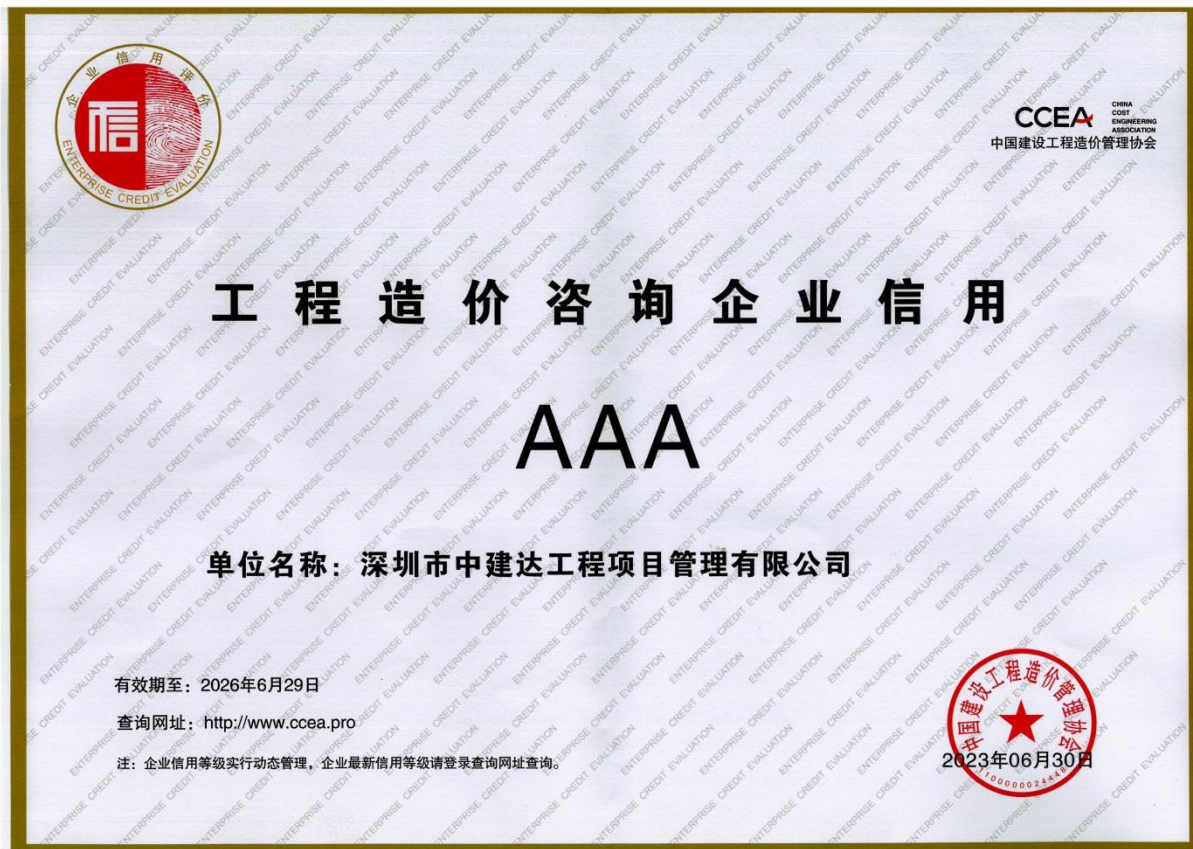 企业信用评价
信
ENTERPRISE CREDIT EVALUATION
CCEA
CHINA
COST
ENGINEERING
ASSOCIATION
中国建设工程造价管理协会
工程造价咨询企业信用
AAA
单位名称：深圳市中建达工程项目管理有限公司
有效期至：2026年6月29日
查询网址：http://www.ccea.pro
注：企业信用等级实行动态管理，企业最新信用等级请登录查询网址查询。
中国建设工程造价管理协会
2023年06月30日